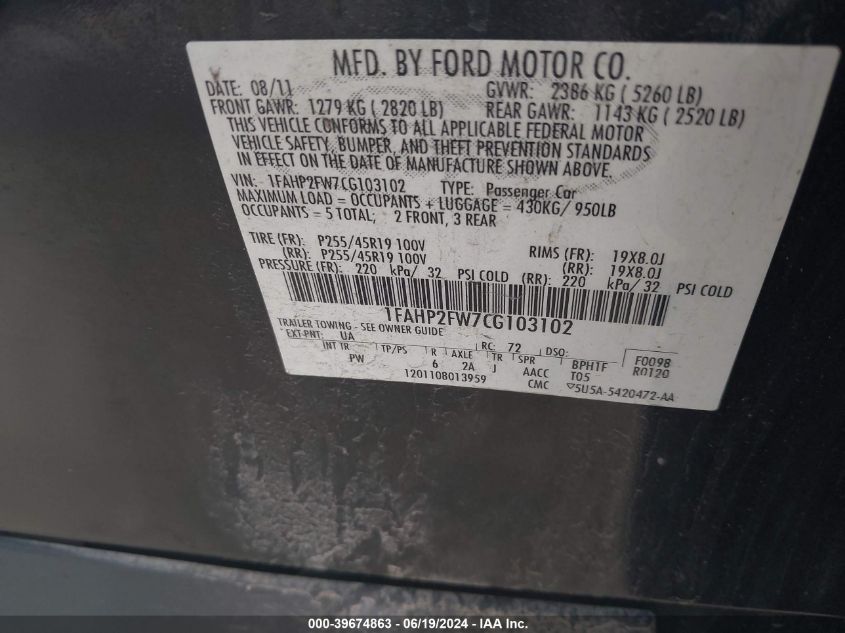 MFD. BY FORD MOTOR CO.
DATE: 08/11 GVWR: 2386 KG ( 5260 LB)
FRONT GAWR: 1279 KG ( 2820 LB) REAR GAWR: 1143 KG ( 2520 LB)
THIS VEHICLE CONFORMS TO ALL APPLICABLE FEDERAL MOTOR
VEHICLE SAFETY, BUMPER, AND THEFT PREVENTION STANDARDS
IN EFFECT ON THE DATE OF MANUFACTURE SHOWN ABOVE.
VIN: 1FAHP2FW7CG103102 TYPE: Passenger Car
MAXIMUM LOAD = OCCUPANTS + LUGGAGE = 430KG/ 950LB
OCCUPANTS = 5 TOTAL; 2 FRONT, 3 REAR
TIRE (FR): P255/45R19 100V RIMS (FR): 19X8.0J
(RR): P255/45R19 100V (RR): 19X8.0J
PRESSURE (FR): 220 kPa/ 32 PSI COLD (RR): 220 kPa/ 32 PSI COLD
1FAHP2FW7CG103102
TRAILER TOWING - SEE OWNER GUIDE
EXT-PNT: UA RC: 72 DSO: F0098
INT TR TP/PS R AXLE TR SPR BPHTF R0120
PW 6 2A J AACC T05
1201108013959 CMC 5U5A-5420472-AA
000-39674863 - 06/19/2024 - IAA Inc.